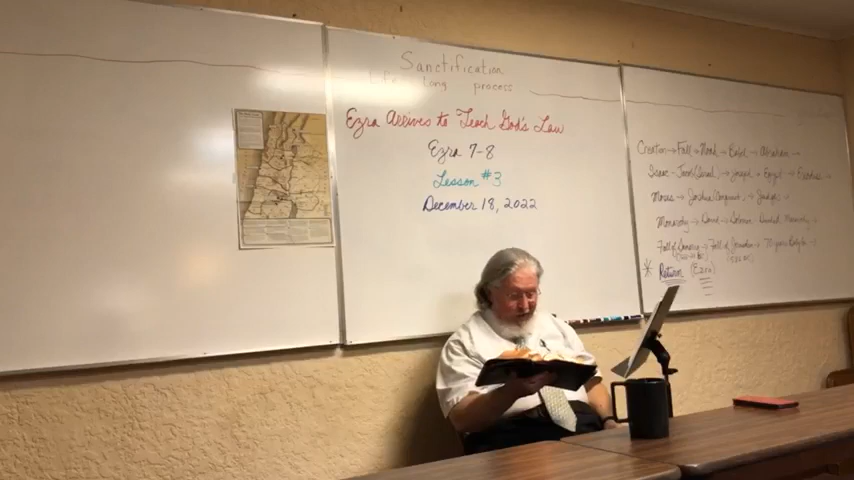 Sanctification
Life long process
Ezra Arrives to Teach God's Law
Ezra 7-8
Lesson #3
December 18, 2022
Creation → Fall → Noah → Babel → Abraham →
Isaac → Jacob/Israel → Joseph → Egypt → Exodus →
Moses → Joshua/Conquest → Judges →
Monarchy → David → Solomon Divided Monarchy →
Fall of Samaria → Fall of Jerusalem → 70 years Babylon →
* Return (Ezra)